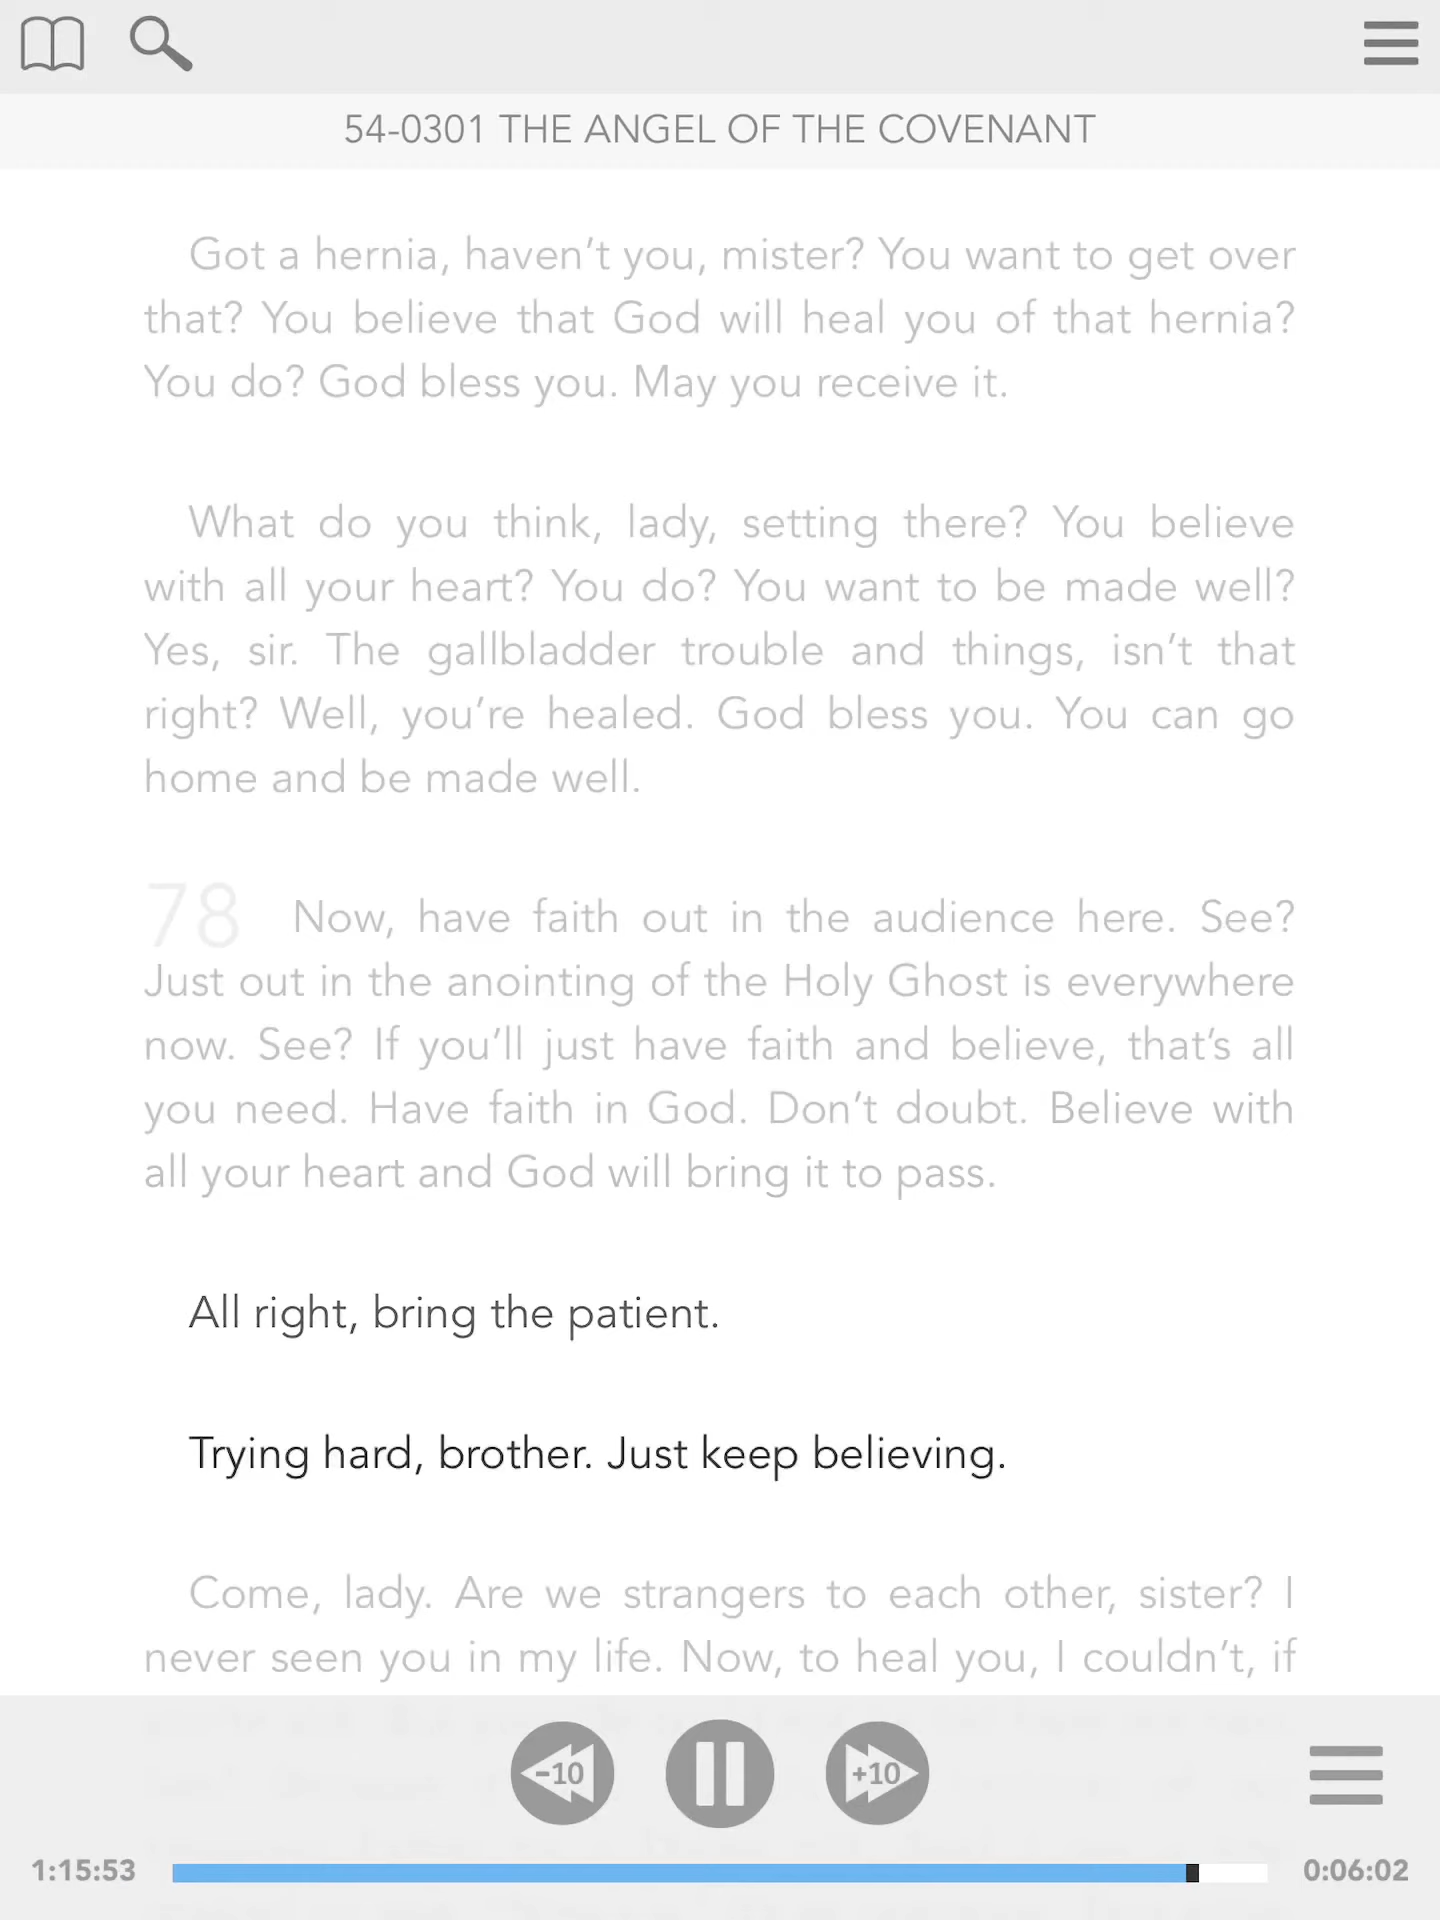 54-0301 THE ANGEL OF THE COVENANT
Got a hernia, haven’t you, mister? You want to get over
that? You believe that God will heal you of that hernia?
You do? God bless you. May you receive it.
What do you think, lady, setting there? You believe
with all your heart? You do? You want to be made well?
Yes, sir. The gallbladder trouble and things, isn’t that
right? Well, you’re healed. God bless you. You can go
home and be made well.
78 Now, have faith out in the audience here. See?
Just out in the anointing of the Holy Ghost is everywhere
now. See? If you’ll just have faith and believe, that’s all
you need. Have faith in God. Don’t doubt. Believe with
all your heart and God will bring it to pass.
All right, bring the patient.
Trying hard, brother. Just keep believing.
Come, lady. Are we strangers to each other, sister? I
never seen you in my life. Now, to heal you, I couldn’t, if
-10 +10
1:15:53 0:06:02